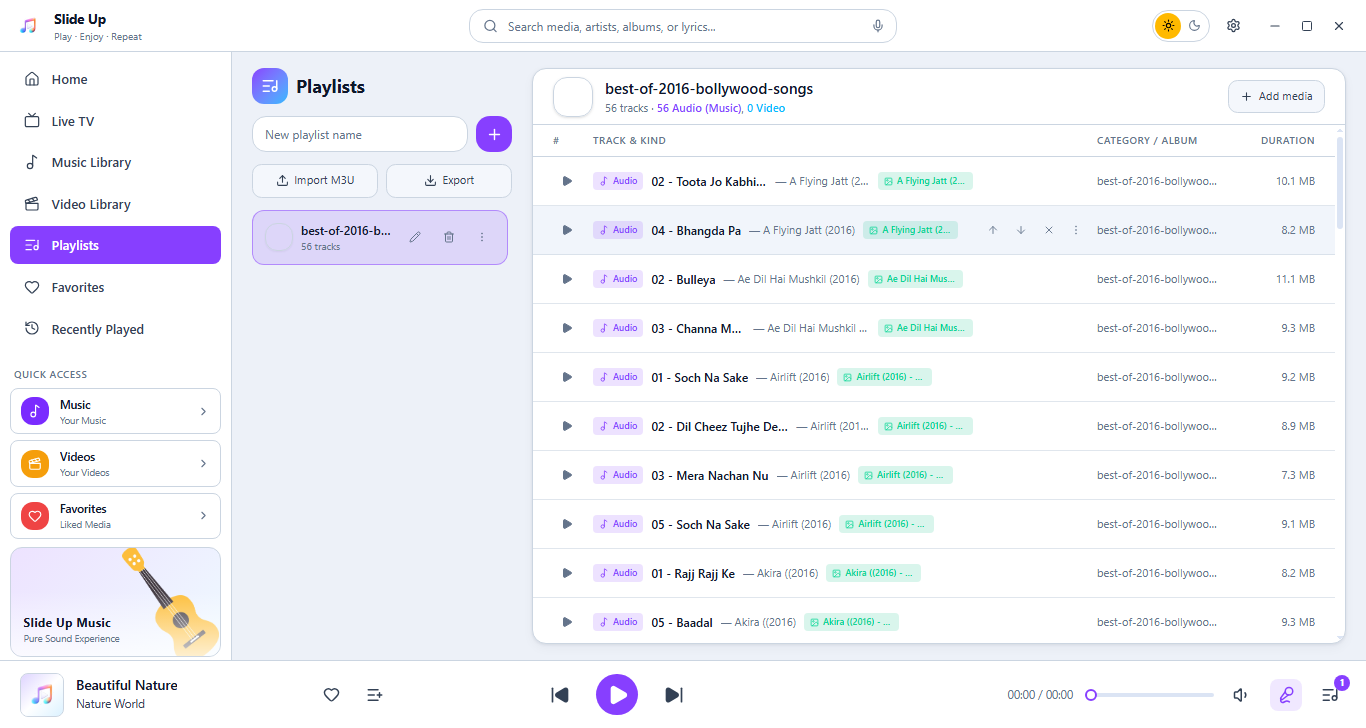 Slide Up
Play · Enjoy · Repeat
Search media, artists, albums, or lyrics...
Home
Live TV
Music Library
Video Library
Playlists
Favorites
Recently Played
QUICK ACCESS
Music
Your Music
Videos
Your Videos
Favorites
Liked Media
Slide Up Music
Pure Sound Experience
Playlists
New playlist name
Import M3U
Export
best-of-2016-b...
56 tracks
best-of-2016-bollywood-songs
56 tracks · 56 Audio (Music), 0 Video
Add media
# TRACK & KIND CATEGORY / ALBUM DURATION
Audio 02 - Toota Jo Kabhi... — A Flying Jatt (2... A Flying Jatt (2... best-of-2016-bollywoo... 10.1 MB
Audio 04 - Bhangda Pa — A Flying Jatt (2016) A Flying Jatt (2... best-of-2016-bollywoo... 8.2 MB
Audio 02 - Bulleya — Ae Dil Hai Mushkil (2016) Ae Dil Hai Mus... best-of-2016-bollywoo... 11.1 MB
Audio 03 - Channa M... — Ae Dil Hai Mushkil ... Ae Dil Hai Mus... best-of-2016-bollywoo... 9.3 MB
Audio 01 - Soch Na Sake — Airlift (2016) Airlift (2016) - ... best-of-2016-bollywoo... 9.2 MB
Audio 02 - Dil Cheez Tujhe De... — Airlift (201... Airlift (2016) - ... best-of-2016-bollywoo... 8.9 MB
Audio 03 - Mera Nachan Nu — Airlift (2016) Airlift (2016) - ... best-of-2016-bollywoo... 7.3 MB
Audio 05 - Soch Na Sake — Airlift (2016) Airlift (2016) - ... best-of-2016-bollywoo... 9.1 MB
Audio 01 - Rajj Rajj Ke — Akira ((2016) Akira ((2016) - ... best-of-2016-bollywoo... 8.2 MB
Audio 05 - Baadal — Akira ((2016) Akira ((2016) - ... best-of-2016-bollywoo... 9.3 MB
Beautiful Nature
Nature World
00:00 / 00:00
1